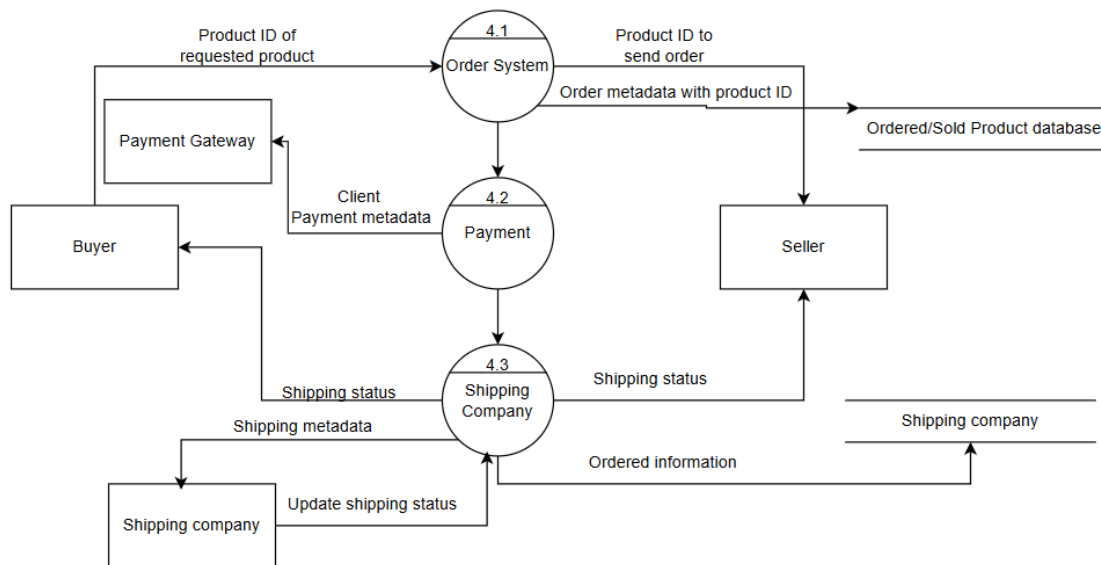 4.1
Product ID of
requested product
Order System
Product ID to
send order
Order metadata with product ID
Ordered/Sold Product database
Payment Gateway
Client
Payment metadata
4.2
Payment
Buyer
Seller
4.3
Shipping
Company
Shipping status
Shipping status
Shipping metadata
Shipping company
Ordered information
Update shipping status
Shipping company